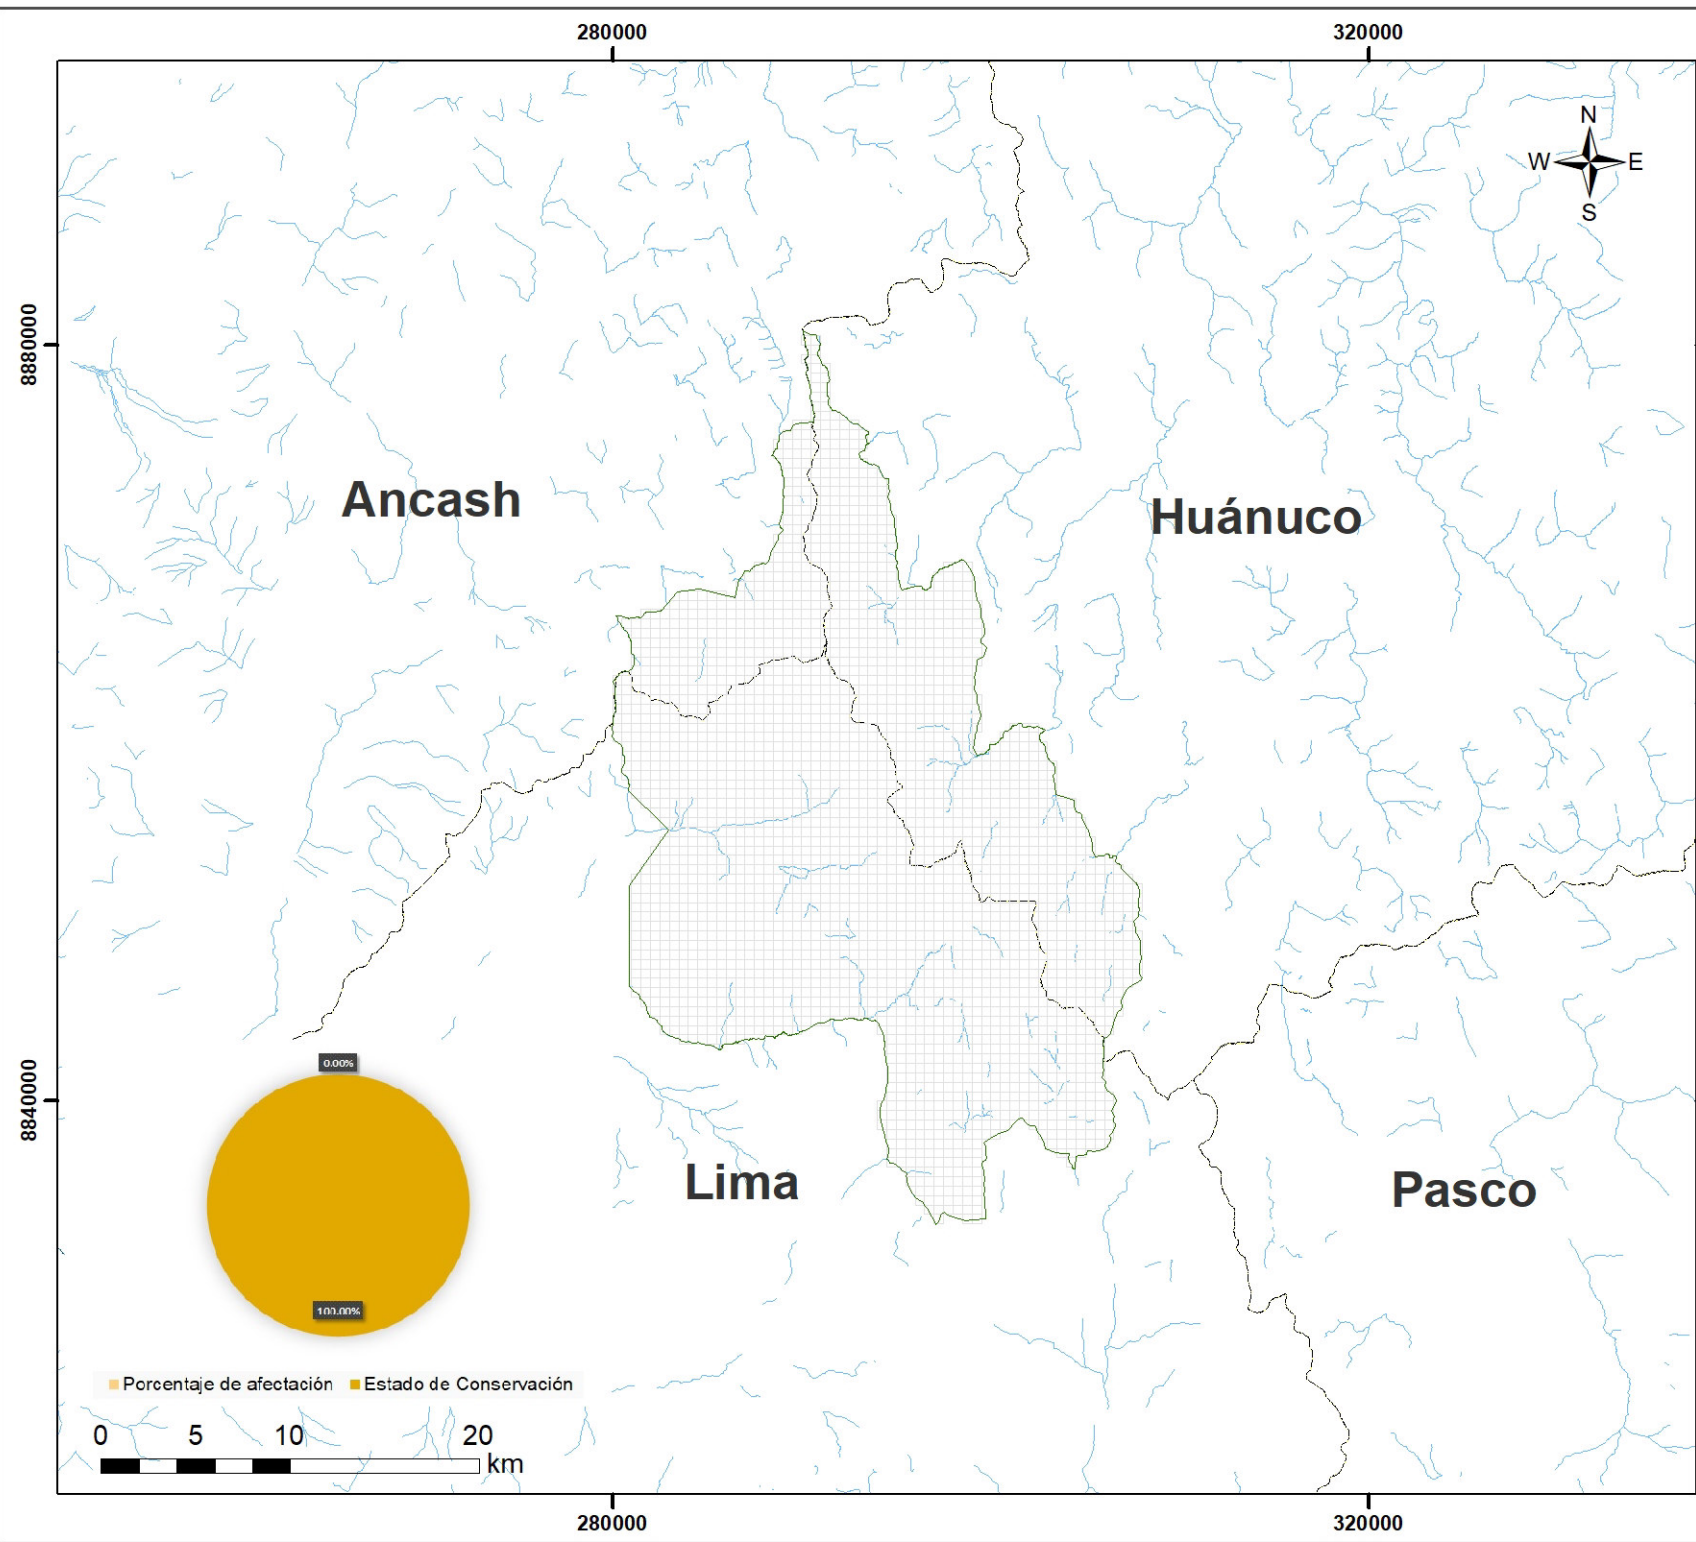 280000 320000
N
W E
S
8880000
Ancash
Huánuco
8840000
0.00%
Lima
Pasco
100.00%
Porcentaje de afectación Estado de Conservación
0 5 10 20
km
280000 320000